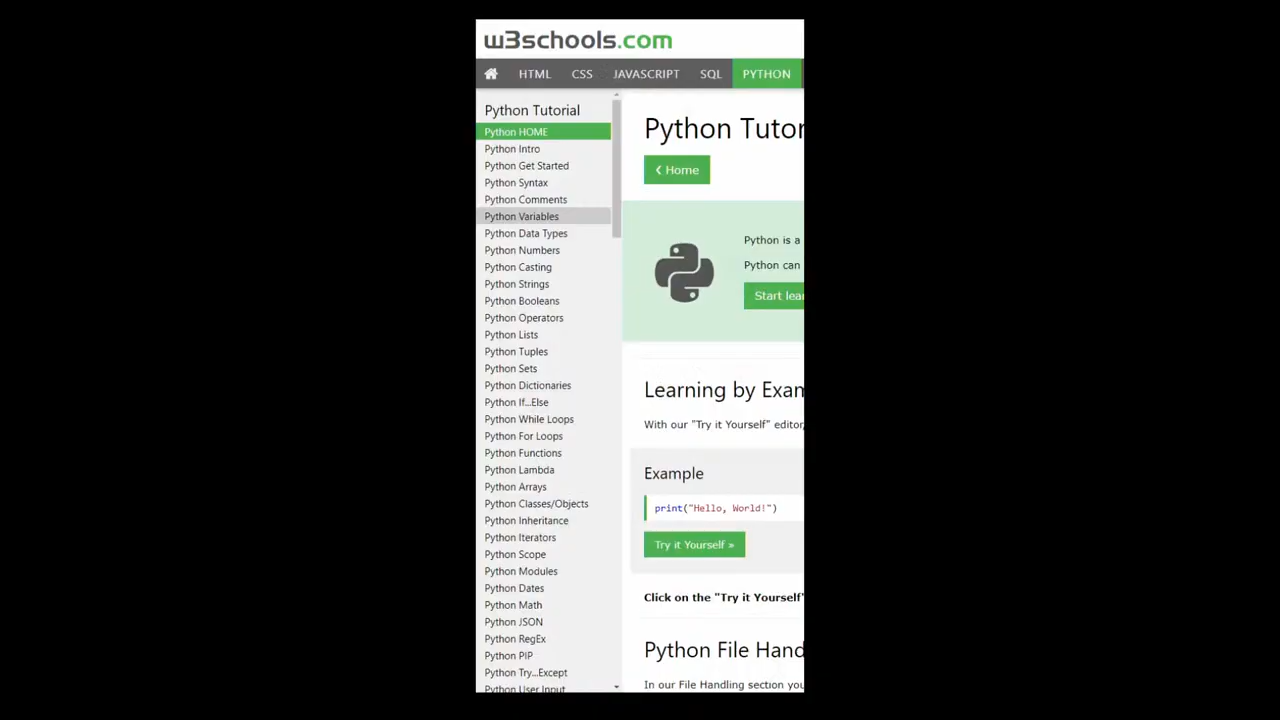 w3schools.com
HTML CSS JAVASCRIPT SQL PYTHON
Python Tutorial
Python HOME
Python Intro
Python Get Started
Python Syntax
Python Comments
Python Variables
Python Data Types
Python Numbers
Python Casting
Python Strings
Python Booleans
Python Operators
Python Lists
Python Tuples
Python Sets
Python Dictionaries
Python If...Else
Python While Loops
Python For Loops
Python Functions
Python Lambda
Python Arrays
Python Classes/Objects
Python Inheritance
Python Iterators
Python Scope
Python Modules
Python Dates
Python Math
Python JSON
Python RegEx
Python PIP
Python Try...Except
Python User Input
Python Tutor
❮ Home
Python is a
Python can
Start lea
Learning by Exam
With our "Try it Yourself" editor,
Example
print("Hello, World!")
Try it Yourself »
Click on the "Try it Yourself"
Python File Hand
In our File Handling section you